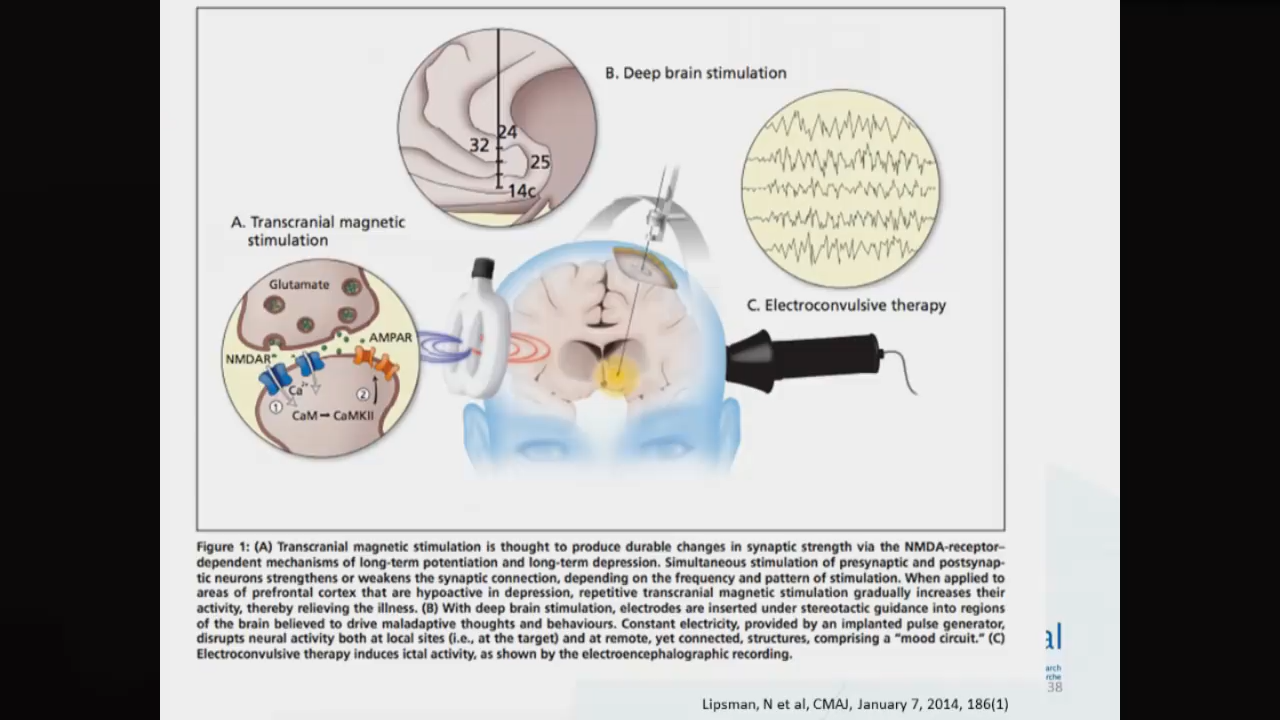 B. Deep brain stimulation
24
32
25
14c
A. Transcranial magnetic
stimulation
Glutamate
AMPAR
NMDAR
Ca2+
1
2
CaM → CaMKII
C. Electroconvulsive therapy
Figure 1: (A) Transcranial magnetic stimulation is thought to produce durable changes in synaptic strength via the NMDA-receptor–
dependent mechanisms of long-term potentiation and long-term depression. Simultaneous stimulation of presynaptic and postsynap-
tic neurons strengthens or weakens the synaptic connection, depending on the frequency and pattern of stimulation. When applied to
areas of prefrontal cortex that are hypoactive in depression, repetitive transcranial magnetic stimulation gradually increases their
activity, thereby relieving the illness. (B) With deep brain stimulation, electrodes are inserted under stereotactic guidance into regions
of the brain believed to drive maladaptive thoughts and behaviours. Constant electricity, provided by an implanted pulse generator,
disrupts neural activity both at local sites (i.e., at the target) and at remote, yet connected, structures, comprising a “mood circuit.” (C)
Electroconvulsive therapy induces ictal activity, as shown by the electroencephalographic recording.
al
arch
rche
38
Lipsman, N et al, CMAJ, January 7, 2014, 186(1)